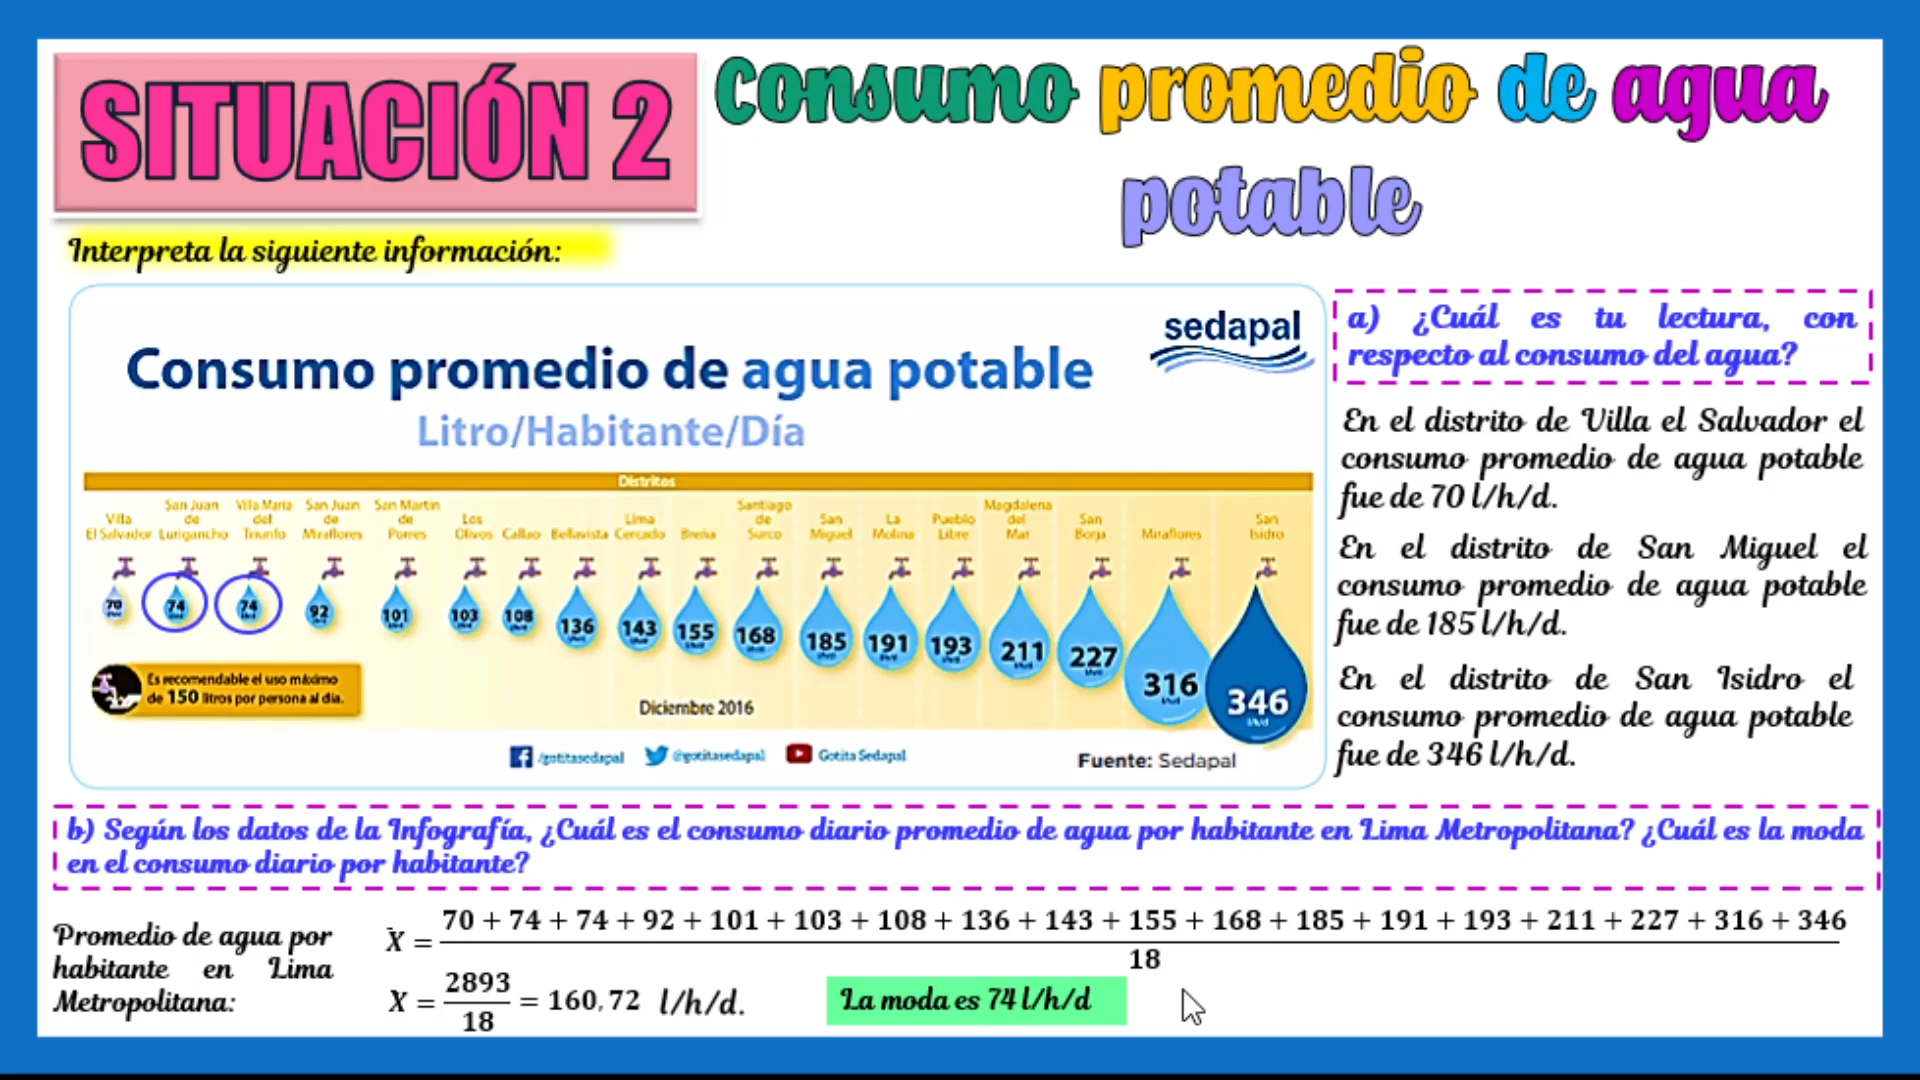 SITUACIÓN 2
Consumo promedio de agua
potable
Interpreta la siguiente información:
sedapal
Consumo promedio de agua potable
Litro/Habitante/Día
Distritos
Villa El Salvador
San Juan de Lurigancho
Villa María del Triunfo
San Juan de Miraflores
San Martín de Porres
Los Olivos
Callao
Bellavista
Lima Cercado
Breña
Santiago de Surco
San Miguel
La Molina
Pueblo Libre
Magdalena del Mar
San Borja
Miraflores
San Isidro
70 74 74 92 101 103 108 136 143 155 168 185 191 193 211 227 316 346
Es recomendable el uso máximo
de 150 litros por persona al día.
Diciembre 2016
/gotitasedapal @gotitasedapal Gotita Sedapal
Fuente: Sedapal
a) ¿Cuál es tu lectura, con
respecto al consumo del agua?
En el distrito de Villa el Salvador el
consumo promedio de agua potable
fue de 70 l/h/d.
En el distrito de San Miguel el
consumo promedio de agua potable
fue de 185 l/h/d.
En el distrito de San Isidro el
consumo promedio de agua potable
fue de 346 l/h/d.
b) Según los datos de la Infografía, ¿Cuál es el consumo diario promedio de agua por habitante en Lima Metropolitana? ¿Cuál es la moda
en el consumo diario por habitante?
Promedio de agua por
habitante en Lima
Metropolitana:
X̄ = 70 + 74 + 74 + 92 + 101 + 103 + 108 + 136 + 143 + 155 + 168 + 185 + 191 + 193 + 211 + 227 + 316 + 346
18
X = 2893
18
= 160,72 l/h/d.
La moda es 74 l/h/d